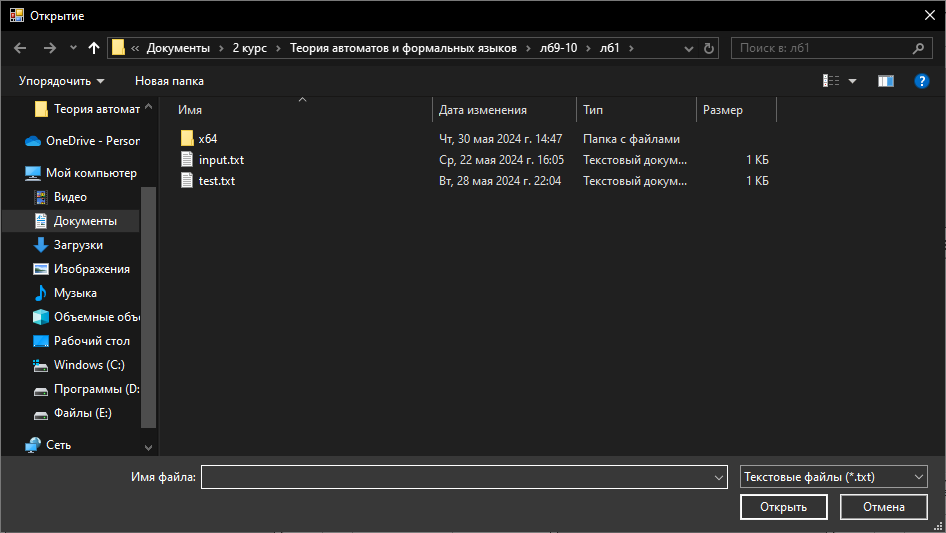 Открытие
« Документы › 2 курс › Теория автоматов и формальных языков › лб9-10 › лб1 ›
Поиск в: лб1
Упорядочить Новая папка
Имя Дата изменения Тип Размер
x64 Чт, 30 мая 2024 г. 14:47 Папка с файлами
input.txt Ср, 22 мая 2024 г. 16:05 Текстовый докум... 1 КБ
test.txt Вт, 28 мая 2024 г. 22:04 Текстовый докум... 1 КБ
Теория автомат
OneDrive - Person
Мой компьютер
Видео
Документы
Загрузки
Изображения
Музыка
Объемные объ
Рабочий стол
Windows (C:)
Программы (D:
Файлы (E:)
Сеть
Имя файла:
Текстовые файлы (*.txt)
Открыть Отмена